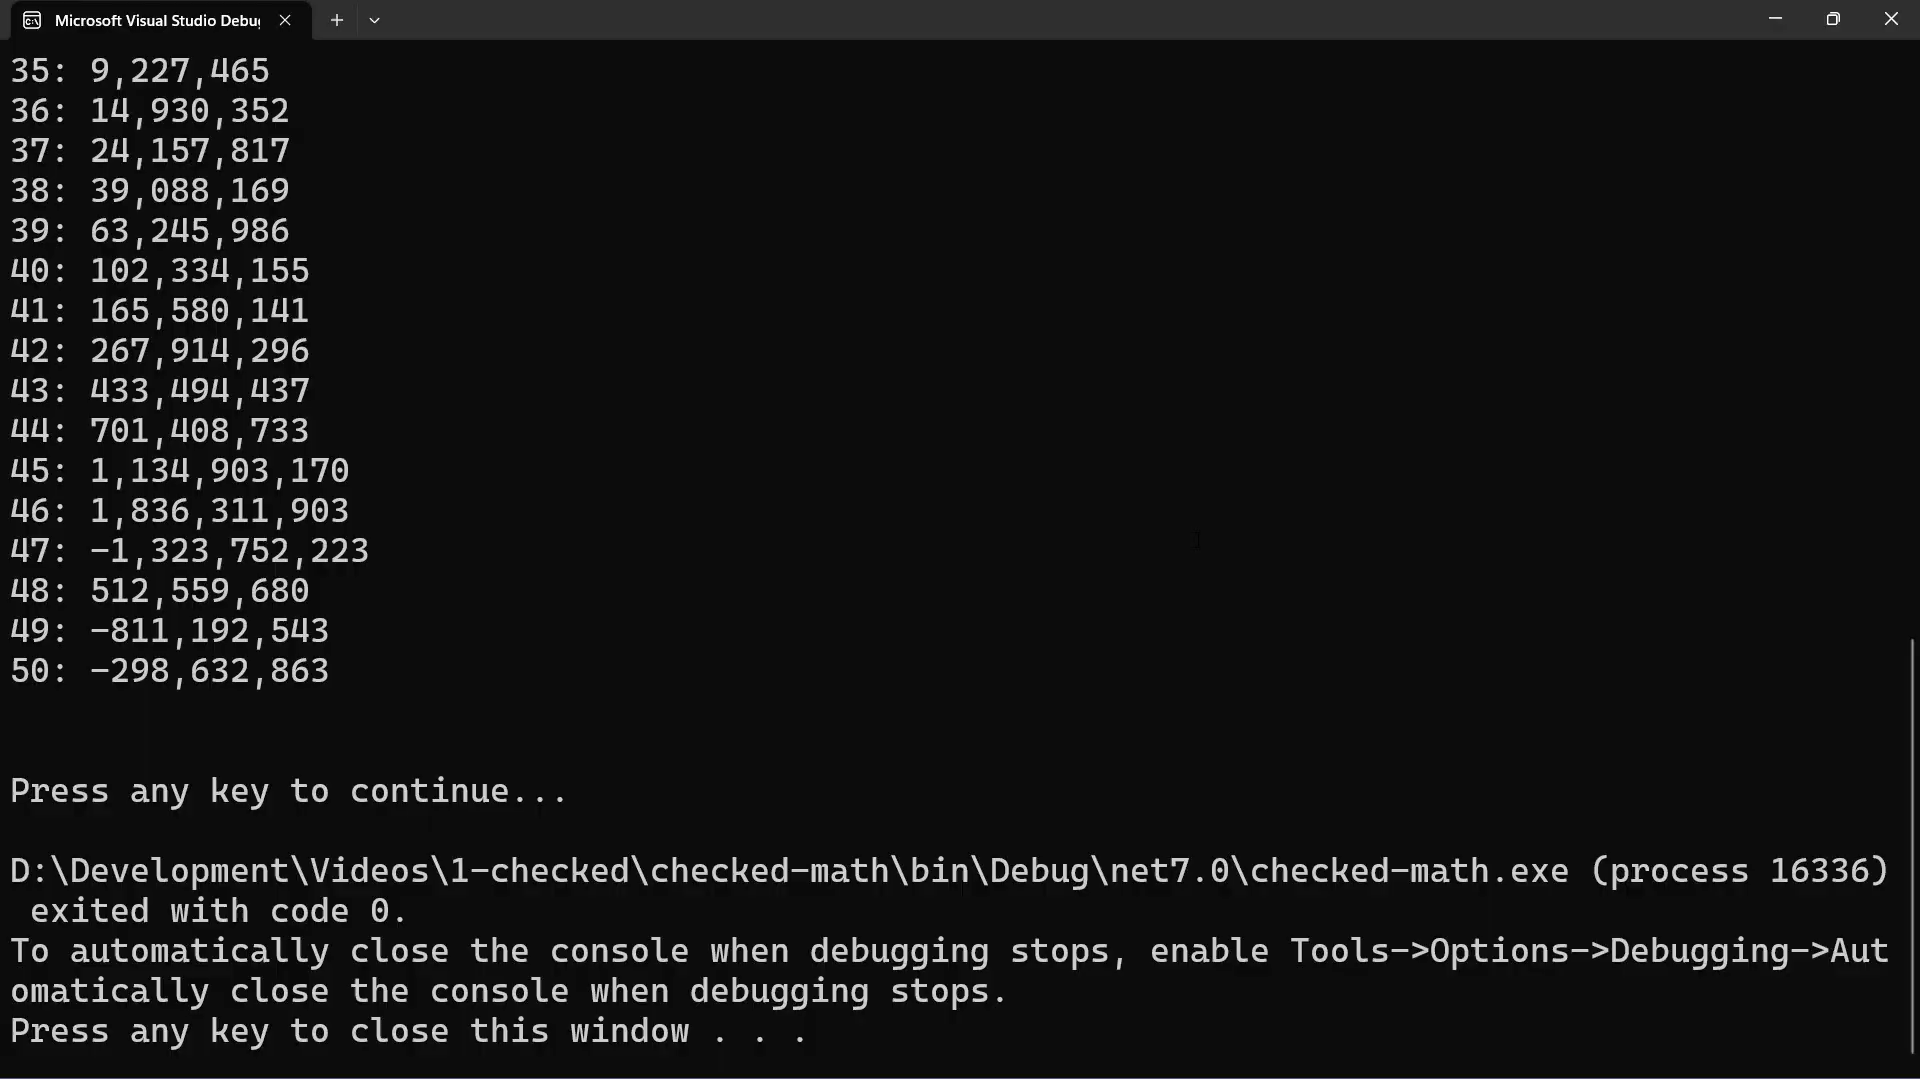 Microsoft Visual Studio Debu
35: 9,227,465
36: 14,930,352
37: 24,157,817
38: 39,088,169
39: 63,245,986
40: 102,334,155
41: 165,580,141
42: 267,914,296
43: 433,494,437
44: 701,408,733
45: 1,134,903,170
46: 1,836,311,903
47: -1,323,752,223
48: 512,559,680
49: -811,192,543
50: -298,632,863
Press any key to continue...
D:\Development\Videos\1-checked\checked-math\bin\Debug\net7.0\checked-math.exe (process 16336)
exited with code 0.
To automatically close the console when debugging stops, enable Tools->Options->Debugging->Aut
omatically close the console when debugging stops.
Press any key to close this window . . .